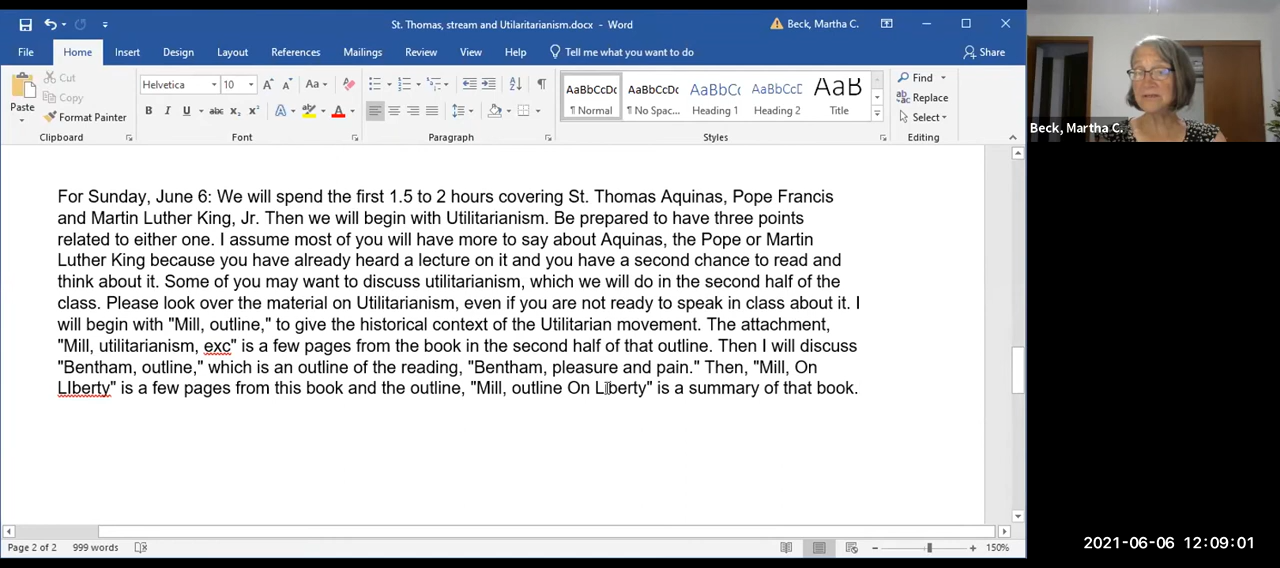 St. Thomas, stream and Utilaritarianism.docx - Word
Beck, Martha C.
File Home Insert Design Layout References Mailings Review View Help Tell me what you want to do Share
Paste
Cut
Copy
Format Painter
Clipboard
Helvetica 10
Font
Paragraph
AaBbCcDc AaBbCcDc AaBbC( AaBbCcD AaB
¶ Normal ¶ No Spac... Heading 1 Heading 2 Title
Styles
Find
Replace
Select
Editing
For Sunday, June 6: We will spend the first 1.5 to 2 hours covering St. Thomas Aquinas, Pope Francis
and Martin Luther King, Jr. Then we will begin with Utilitarianism. Be prepared to have three points
related to either one. I assume most of you will have more to say about Aquinas, the Pope or Martin
Luther King because you have already heard a lecture on it and you have a second chance to read and
think about it. Some of you may want to discuss utilitarianism, which we will do in the second half of the
class. Please look over the material on Utilitarianism, even if you are not ready to speak in class about it. I
will begin with "Mill, outline," to give the historical context of the Utilitarian movement. The attachment,
"Mill, utilitarianism, exc" is a few pages from the book in the second half of that outline. Then I will discuss
"Bentham, outline," which is an outline of the reading, "Bentham, pleasure and pain." Then, "Mill, On
LIberty" is a few pages from this book and the outline, "Mill, outline On LIberty" is a summary of that book.
Page 2 of 2 999 words
150%
Beck, Martha C.
2021-06-06 12:09:01